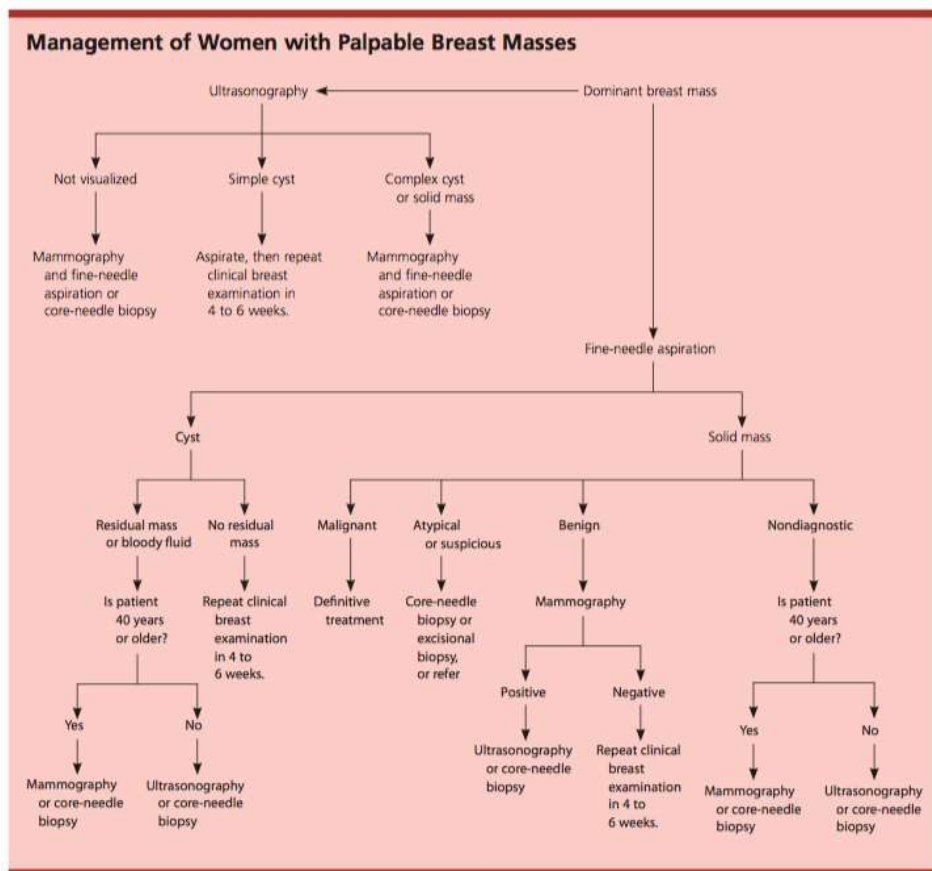 Management of Women with Palpable Breast Masses
Ultrasonography
Dominant breast mass
Not visualized
Simple cyst
Complex cyst
or solid mass
Mammography
and fine-needle
aspiration or
core-needle biopsy
Aspirate, then repeat
clinical breast
examination in
4 to 6 weeks.
Mammography
and fine-needle
aspiration or
core-needle biopsy
Fine-needle aspiration
Cyst
Solid mass
Residual mass
or bloody fluid
No residual
mass
Malignant
Atypical
or suspicious
Benign
Nondiagnostic
Is patient
40 years
or older?
Repeat clinical
breast
examination
in 4 to
6 weeks.
Definitive
treatment
Core-needle
biopsy or
excisional
biopsy,
or refer
Mammography
Is patient
40 years
or older?
Positive
Negative
Yes
No
Ultrasonography
or core-needle
biopsy
Repeat clinical
breast
examination
in 4 to
6 weeks.
Yes
No
Mammography
or core-needle
biopsy
Ultrasonography
or core-needle
biopsy
Mammography
or core-needle
biopsy
Ultrasonography
or core-needle
biopsy